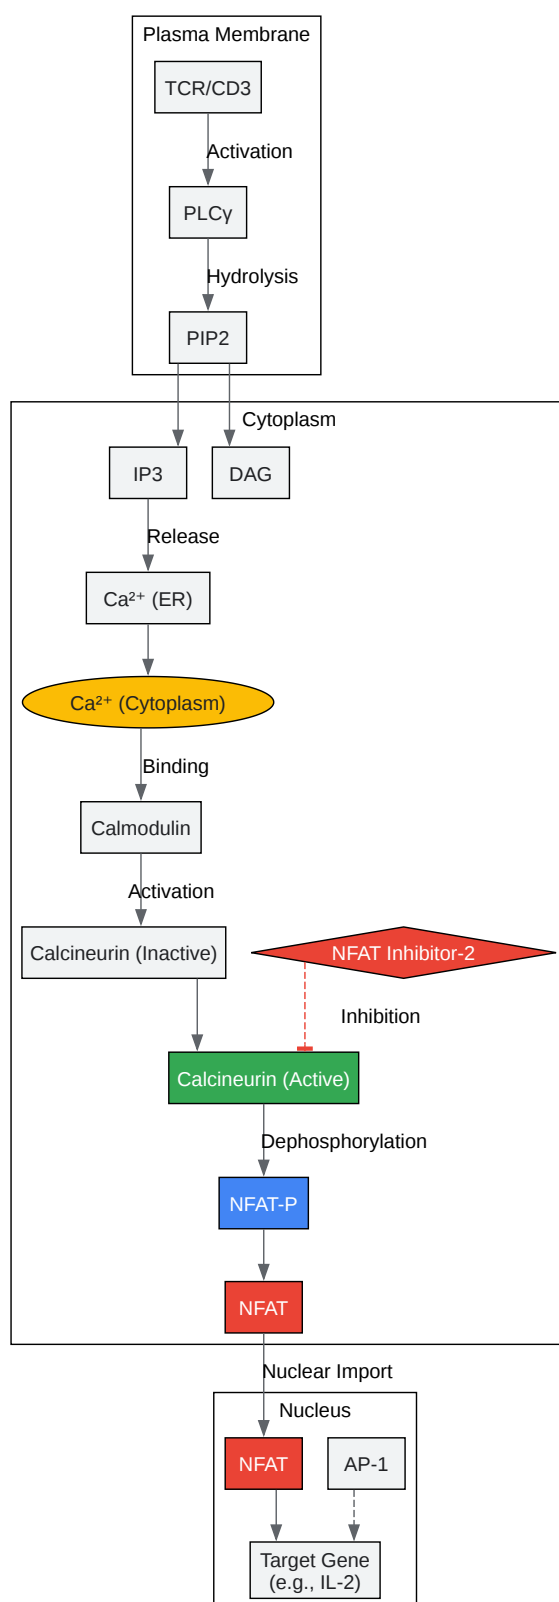 Plasma Membrane
TCR/CD3
Activation
PLCγ
Hydrolysis
PIP2
Cytoplasm
IP3
DAG
Release
Ca²⁺ (ER)
Ca²⁺ (Cytoplasm)
Binding
Calmodulin
Activation
Calcineurin (Inactive)
NFAT Inhibitor-2
Inhibition
Calcineurin (Active)
Dephosphorylation
NFAT-P
NFAT
Nuclear Import
Nucleus
NFAT
AP-1
Target Gene
(e.g., IL-2)